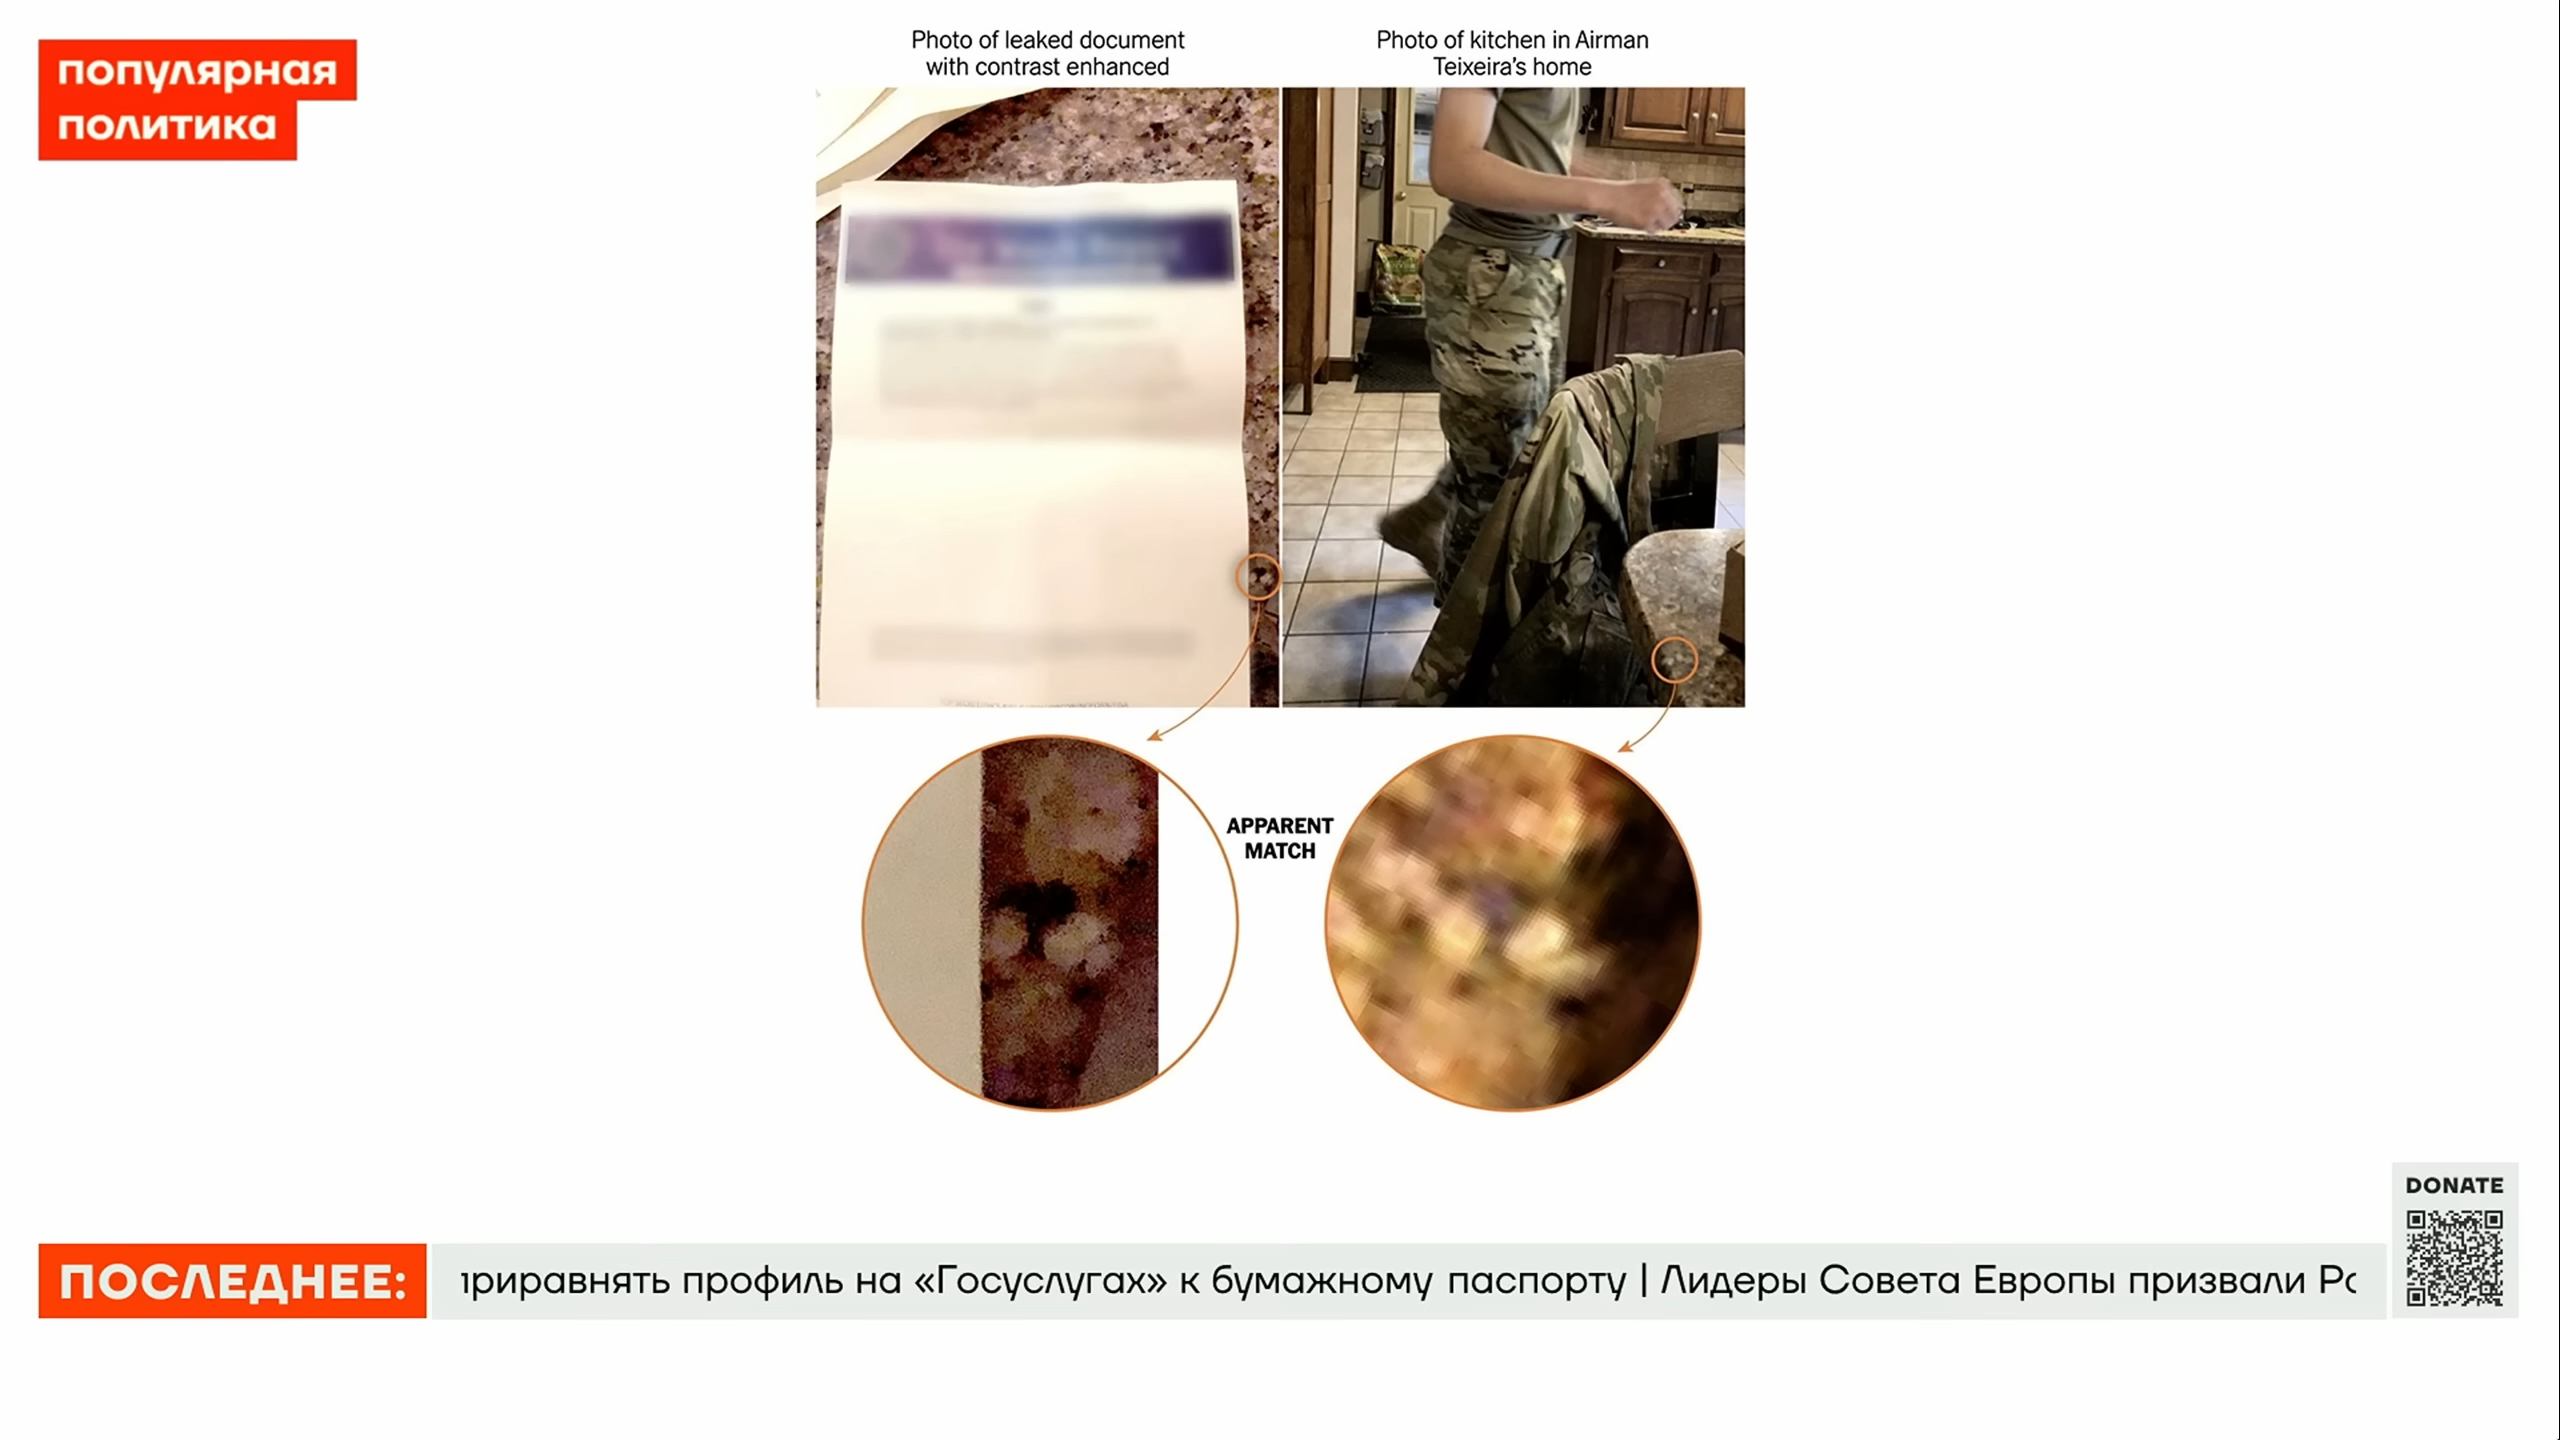 популярная
политика
Photo of leaked document
with contrast enhanced
Photo of kitchen in Airman
Teixeira's home
APPARENT
MATCH
DONATE
ПОСЛЕДНЕЕ:
приравнять профиль на «Госуслугах» к бумажному паспорту | Лидеры Совета Европы призвали